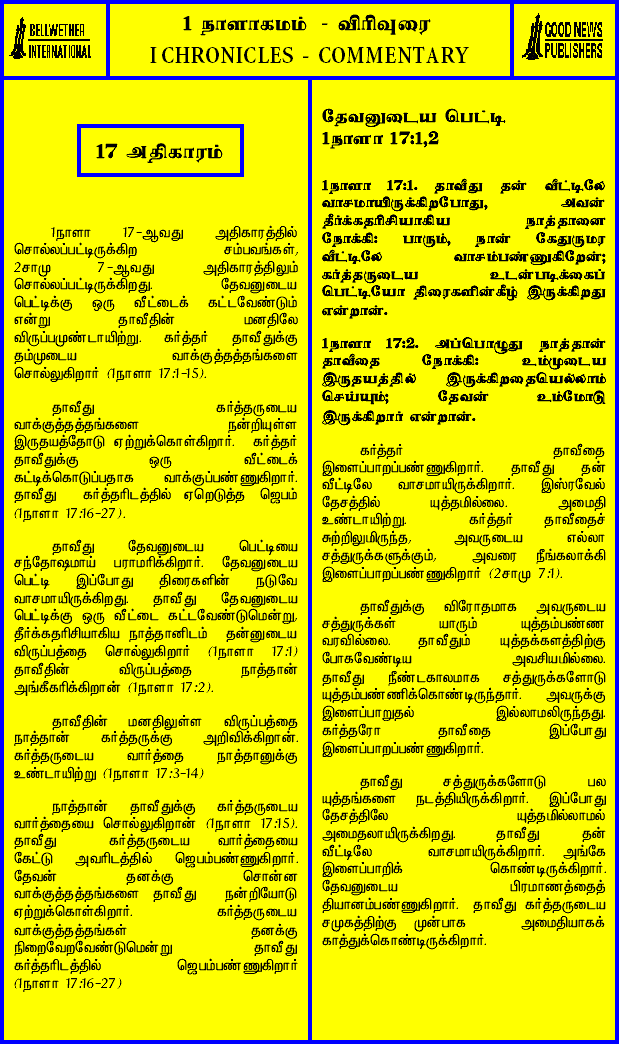 BELLWETHER
INTERNATIONAL
1 நாளாகமம் - விரிவுரை
I CHRONICLES - COMMENTARY
GOOD NEWS
PUBLISHERS
17 அதிகாரம்
1நாளா 17-ஆவது அதிகாரத்தில்
சொல்லப்பட்டிருக்கிற சம்பவங்கள்,
2சாமு 7-ஆவது அதிகாரத்திலும்
சொல்லப்பட்டிருக்கிறது. தேவனுடைய
பெட்டிக்கு ஒரு வீட்டைக் கட்டவேண்டும்
என்று தாவீதின் மனதிலே
விருப்பமுண்டாயிற்று. கர்த்தர் தாவீதுக்கு
தம்முடைய வாக்குத்தத்தங்களை
சொல்லுகிறார் (1நாளா 17:1-15).
தாவீது கர்த்தருடைய
வாக்குத்தத்தங்களை நன்றியுள்ள
இருதயத்தோடு ஏற்றுக்கொள்கிறார். கர்த்தர்
தாவீதுக்கு ஒரு வீட்டைக்
கட்டிக்கொடுப்பதாக வாக்குப்பண்ணுகிறார்.
தாவீது கர்த்தரிடத்தில் ஏறெடுத்த ஜெபம்
(1நாளா 17:16-27).
தாவீது தேவனுடைய பெட்டியை
சந்தோஷமாய் பராமரிக்கிறார். தேவனுடைய
பெட்டி இப்போது திரைகளின் நடுவே
வாசமாயிருக்கிறது. தாவீது தேவனுடைய
பெட்டிக்கு ஒரு வீட்டை கட்டவேண்டுமென்று,
தீர்க்கதரிசியாகிய நாத்தானிடம் தன்னுடைய
விருப்பத்தை சொல்லுகிறார் (1நாளா 17:1)
தாவீதின் விருப்பத்தை நாத்தான்
அங்கீகரிக்கிறான் (1நாளா 17:2).
தாவீதின் மனதிலுள்ள விருப்பத்தை
நாத்தான் கர்த்தருக்கு அறிவிக்கிறான்.
கர்த்தருடைய வார்த்தை நாத்தானுக்கு
உண்டாயிற்று (1நாளா 17:3-14)
நாத்தான் தாவீதுக்கு கர்த்தருடைய
வார்த்தையை சொல்லுகிறான் (1நாளா 17:15).
தாவீது கர்த்தருடைய வார்த்தையை
கேட்டு அவரிடத்தில் ஜெபம்பண்ணுகிறார்.
தேவன் தனக்கு சொன்ன
வாக்குத்தத்தங்களை தாவீது நன்றியோடு
ஏற்றுக்கொள்கிறார். கர்த்தருடைய
வாக்குத்தத்தங்கள் தனக்கு
நிறைவேறவேண்டுமென்று தாவீது
கர்த்தரிடத்தில் ஜெபம்பண்ணுகிறார்
(1நாளா 17:16-27)
தேவனுடைய பெட்டி
1நாளா 17:1,2
1நாளா 17:1. தாவீது தன் வீட்டிலே
வாசமாயிருக்கிறபோது, அவன்
தீர்க்கதரிசியாகிய நாத்தானை
நோக்கி: பாரும், நான் கேதுருமர
வீட்டிலே வாசம்பண்ணுகிறேன்;
கர்த்தருடைய உடன்படிக்கைப்
பெட்டியோ திரைகளின்கீழ் இருக்கிறது
என்றான்.
1நாளா 17:2. அப்பொழுது நாத்தான்
தாவீதை நோக்கி: உம்முடைய
இருதயத்தில் இருக்கிறதையெல்லாம்
செய்யும்; தேவன் உம்மோடு
இருக்கிறார் என்றான்.
கர்த்தர் தாவீதை
இளைப்பாறப்பண்ணுகிறார். தாவீது தன்
வீட்டிலே வாசமாயிருக்கிறார். இஸ்ரவேல்
தேசத்தில் யுத்தமில்லை. அமைதி
உண்டாயிற்று. கர்த்தர் தாவீதைச்
சுற்றிலுமிருந்த, அவருடைய எல்லா
சத்துருக்களுக்கும், அவரை நீங்கலாக்கி
இளைப்பாறப்பண்ணுகிறார் (2சாமு 7:1).
தாவீதுக்கு விரோதமாக அவருடைய
சத்துருக்கள் யாரும் யுத்தம்பண்ண
வரவில்லை. தாவீதும் யுத்தக்களத்திற்கு
போகவேண்டிய அவசியமில்லை.
தாவீது நீண்டகாலமாக சத்துருக்களோடு
யுத்தம்பண்ணிக்கொண்டிருந்தார். அவருக்கு
இளைப்பாறுதல் இல்லாமலிருந்தது.
கர்த்தரோ தாவீதை இப்போது
இளைப்பாறப்பண்ணுகிறார்.
தாவீது சத்துருக்களோடு பல
யுத்தங்களை நடத்தியிருக்கிறார். இப்போது
தேசத்திலே யுத்தமில்லாமல்
அமைதலாயிருக்கிறது. தாவீது தன்
வீட்டிலே வாசமாயிருக்கிறார். அங்கே
இளைப்பாறிக் கொண்டிருக்கிறார்.
தேவனுடைய பிரமாணத்தைத்
தியானம்பண்ணுகிறார். தாவீது கர்த்தருடைய
சமுகத்திற்கு முன்பாக அமைதியாகக்
காத்துக்கொண்டிருக்கிறார்.